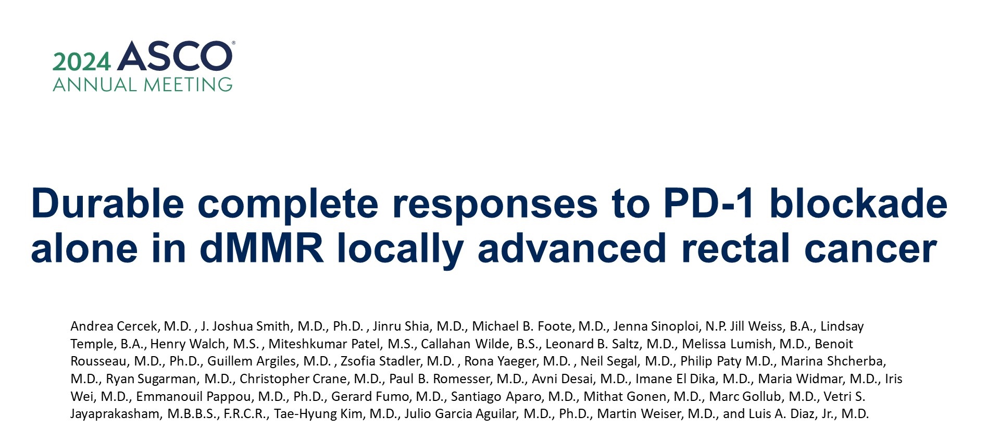 2024 ASCO®
ANNUAL MEETING
Durable complete responses to PD-1 blockade
alone in dMMR locally advanced rectal cancer
Andrea Cercek, M.D. , J. Joshua Smith, M.D., Ph.D. , Jinru Shia, M.D., Michael B. Foote, M.D., Jenna Sinoploi, N.P. Jill Weiss, B.A., Lindsay
Temple, B.A., Henry Walch, M.S. , Miteshkumar Patel, M.S., Callahan Wilde, B.S., Leonard B. Saltz, M.D., Melissa Lumish, M.D., Benoit
Rousseau, M.D., Ph.D., Guillem Argiles, M.D. , Zsofia Stadler, M.D. , Rona Yaeger, M.D. , Neil Segal, M.D., Philip Paty M.D., Marina Shcherba,
M.D., Ryan Sugarman, M.D., Christopher Crane, M.D., Paul B. Romesser, M.D., Avni Desai, M.D., Imane El Dika, M.D., Maria Widmar, M.D., Iris
Wei, M.D., Emmanouil Pappou, M.D., Ph.D., Gerard Fumo, M.D., Santiago Aparo, M.D., Mithat Gonen, M.D., Marc Gollub, M.D., Vetri S.
Jayaprakasham, M.B.B.S., F.R.C.R., Tae-Hyung Kim, M.D., Julio Garcia Aguilar, M.D., Ph.D., Martin Weiser, M.D., and Luis A. Diaz, Jr., M.D.